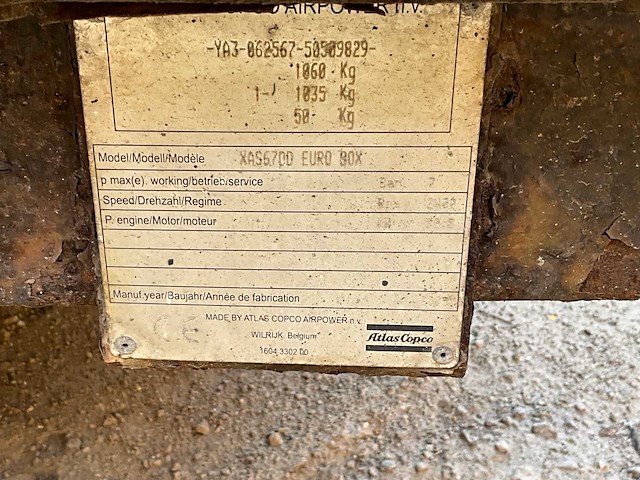 AIRPOWER n.v.
-YA3-062567-50509829-
1060 Kg
1- 1035 Kg
50 Kg
Model/Modell/Modèle XAS67DD EURO BOX
p max(e). working/betrieb/service Bar 7
Speed/Drehzahl/Regime
P. engine/Motor/moteur
Manuf.year/Baujahr/Année de fabrication
MADE BY ATLAS COPCO AIRPOWER n.v.
WILRIJK, Belgium
Atlas Copco
1604 3302 00